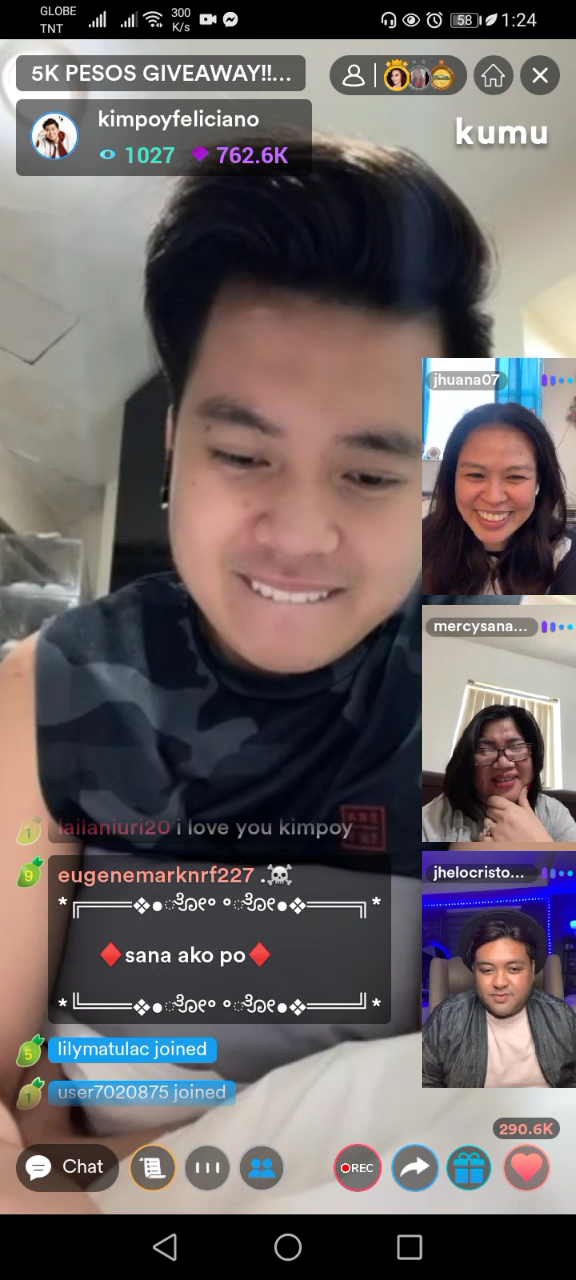 GLOBE
TNT
300
K/s
58
1:24
5K PESOS GIVEAWAY!!...
kimpoyfeliciano
1027
762.6K
kumu
jhuana07
mercysana...
1
lailaniuri20 i love you kimpoy
9
eugenemarknrf227 .☠️
jhelocristo...
♦️sana ako po♦️
5
lilymatulac joined
1
user7020875 joined
290.6K
Chat
REC